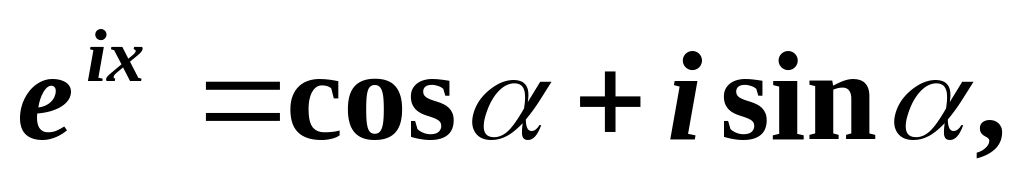 e^{ix} = cos α + i sin α,